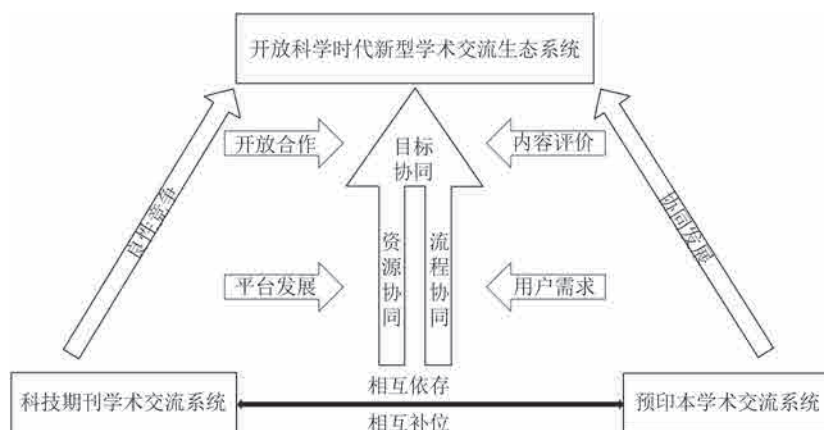 开放科学时代新型学术交流生态系统
开放合作
目标
协同
内容评价
良性竞争
协同发展
平台发展
资源协同
流程协同
用户需求
相互依存
科技期刊学术交流系统
预印本学术交流系统
相互补位